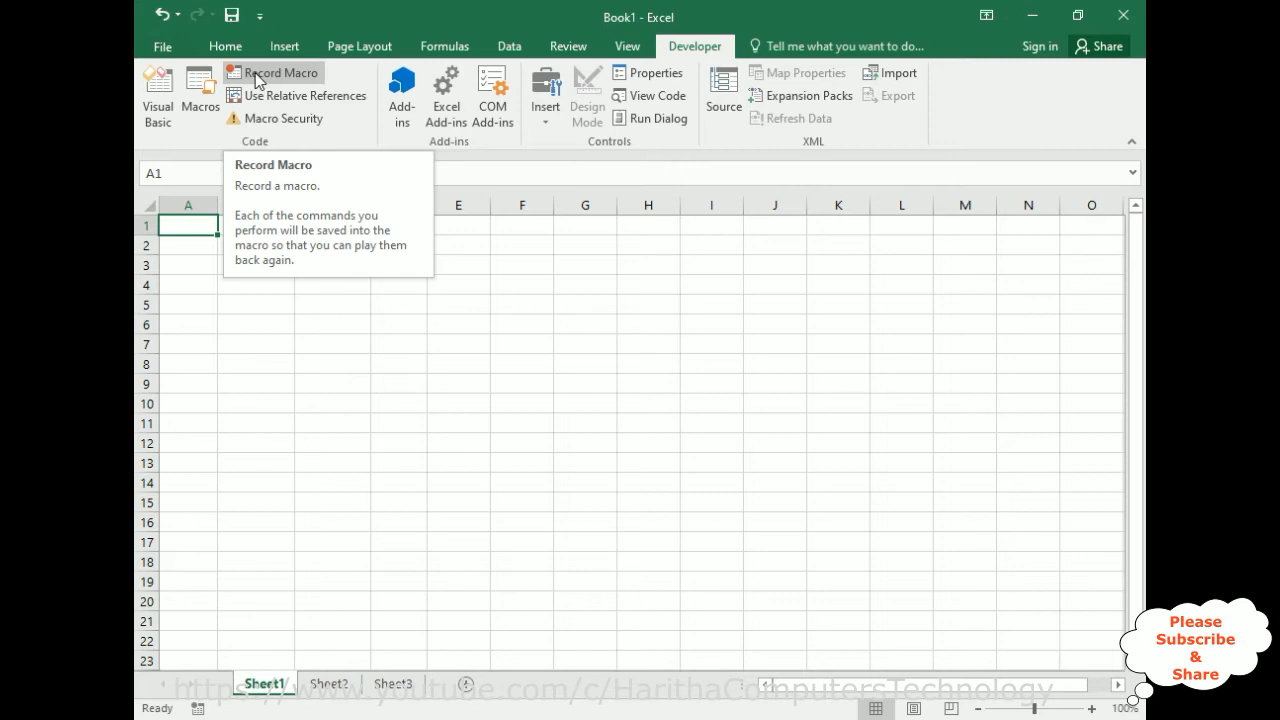 Book1 - Excel
File Home Insert Page Layout Formulas Data Review View Developer Tell me what you want to do... Sign in Share
Visual Basic
Macros
Record Macro
Use Relative References
Macro Security
Code
Add-ins
Excel Add-ins
COM Add-ins
Add-ins
Insert
Design Mode
Properties
View Code
Run Dialog
Controls
Source
Map Properties
Expansion Packs
Refresh Data
Import
Export
XML
A1
Record Macro
Record a macro.
Each of the commands you
perform will be saved into the
macro so that you can play them
back again.
A E F G H I J K L M N O
1
2
3
4
5
6
7
8
9
10
11
12
13
14
15
16
17
18
19
20
21
22
23
Sheet1 Sheet2 Sheet3
https://www.youtube.com/c/HarithaComputersTechnology
Ready
100%
Please
Subscribe
&
Share